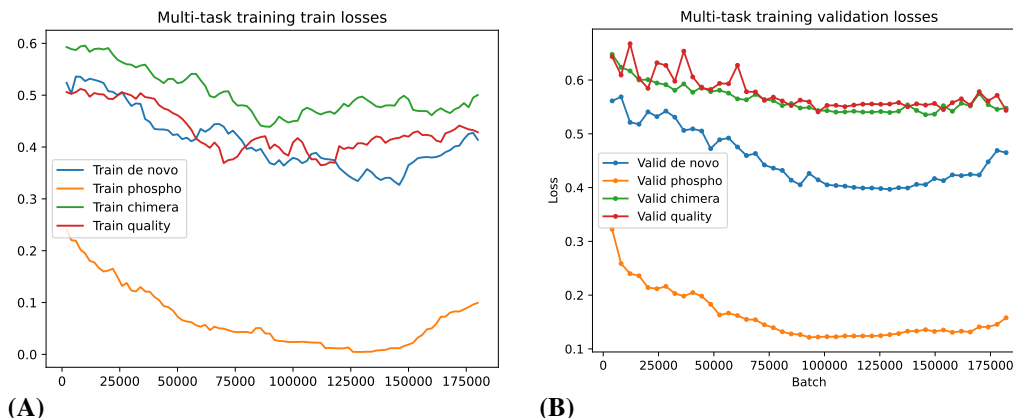 Multi-task training train losses
0.6
0.5
0.4
0.3
0.2
0.1
0.0
Train de novo
Train phospho
Train chimera
Train quality
0 25000 50000 75000 100000 125000 150000 175000
(A)
Multi-task training validation losses
Loss
0.6
0.5
0.4
0.3
0.2
0.1
Valid de novo
Valid phospho
Valid chimera
Valid quality
0 25000 50000 75000 100000 125000 150000 175000
Batch
(B)